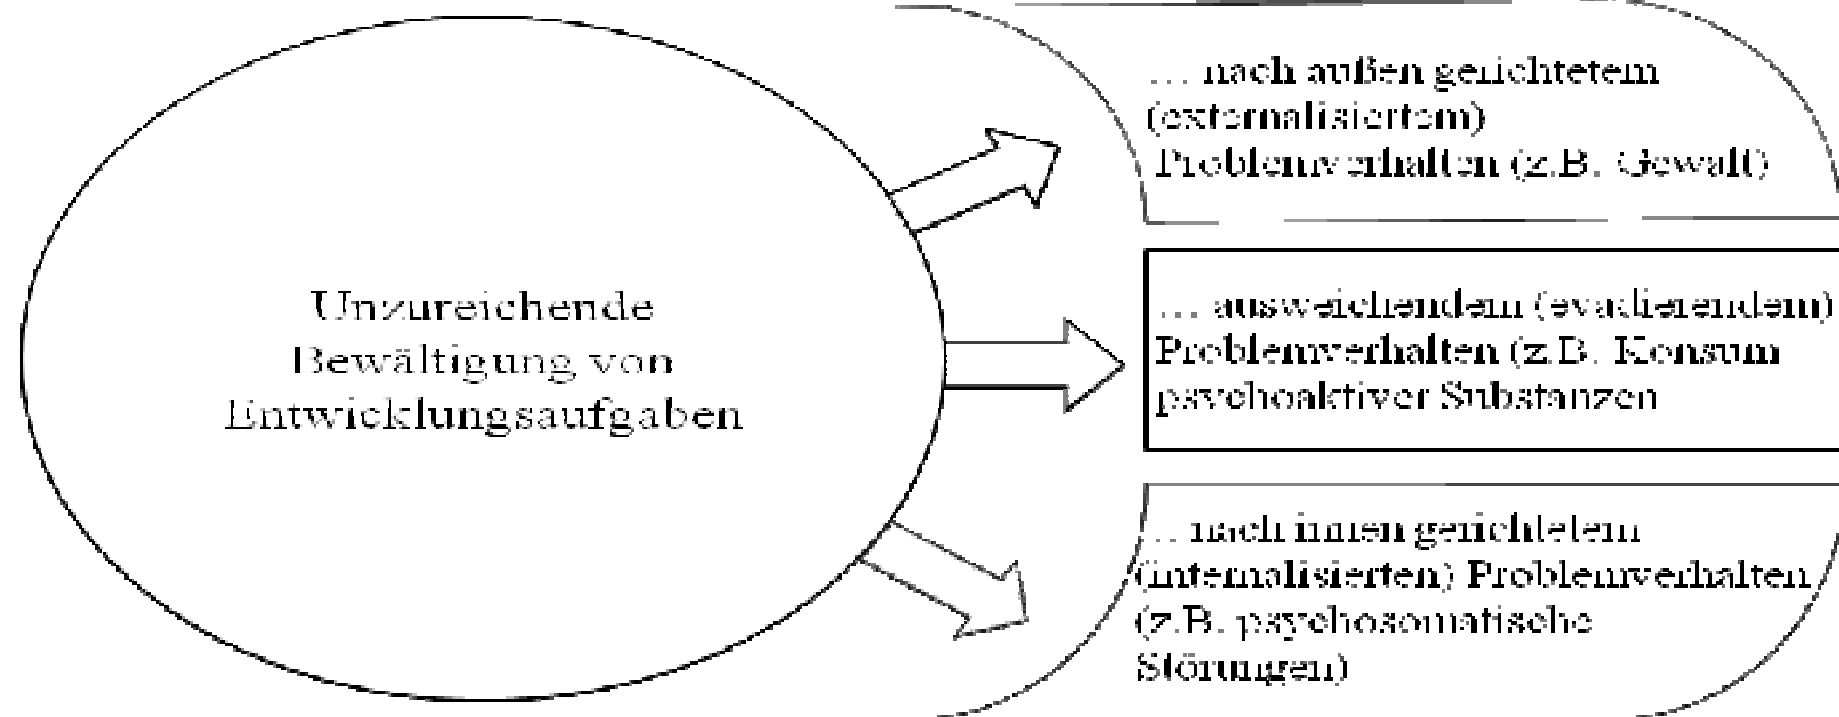 Unzureichende
Bewältigung von
Entwicklungsaufgaben
... nach außen gerichtetem
(externalisiertem)
Problemverhalten (z.B. Gewalt)
... ausweichendem (evadierendem)
Problemverhalten (z.B. Konsum
psychoaktiver Substanzen
... nach innen gerichtetem
(internalisierten) Problemverhalten
(z.B. psychosomatische
Störungen)